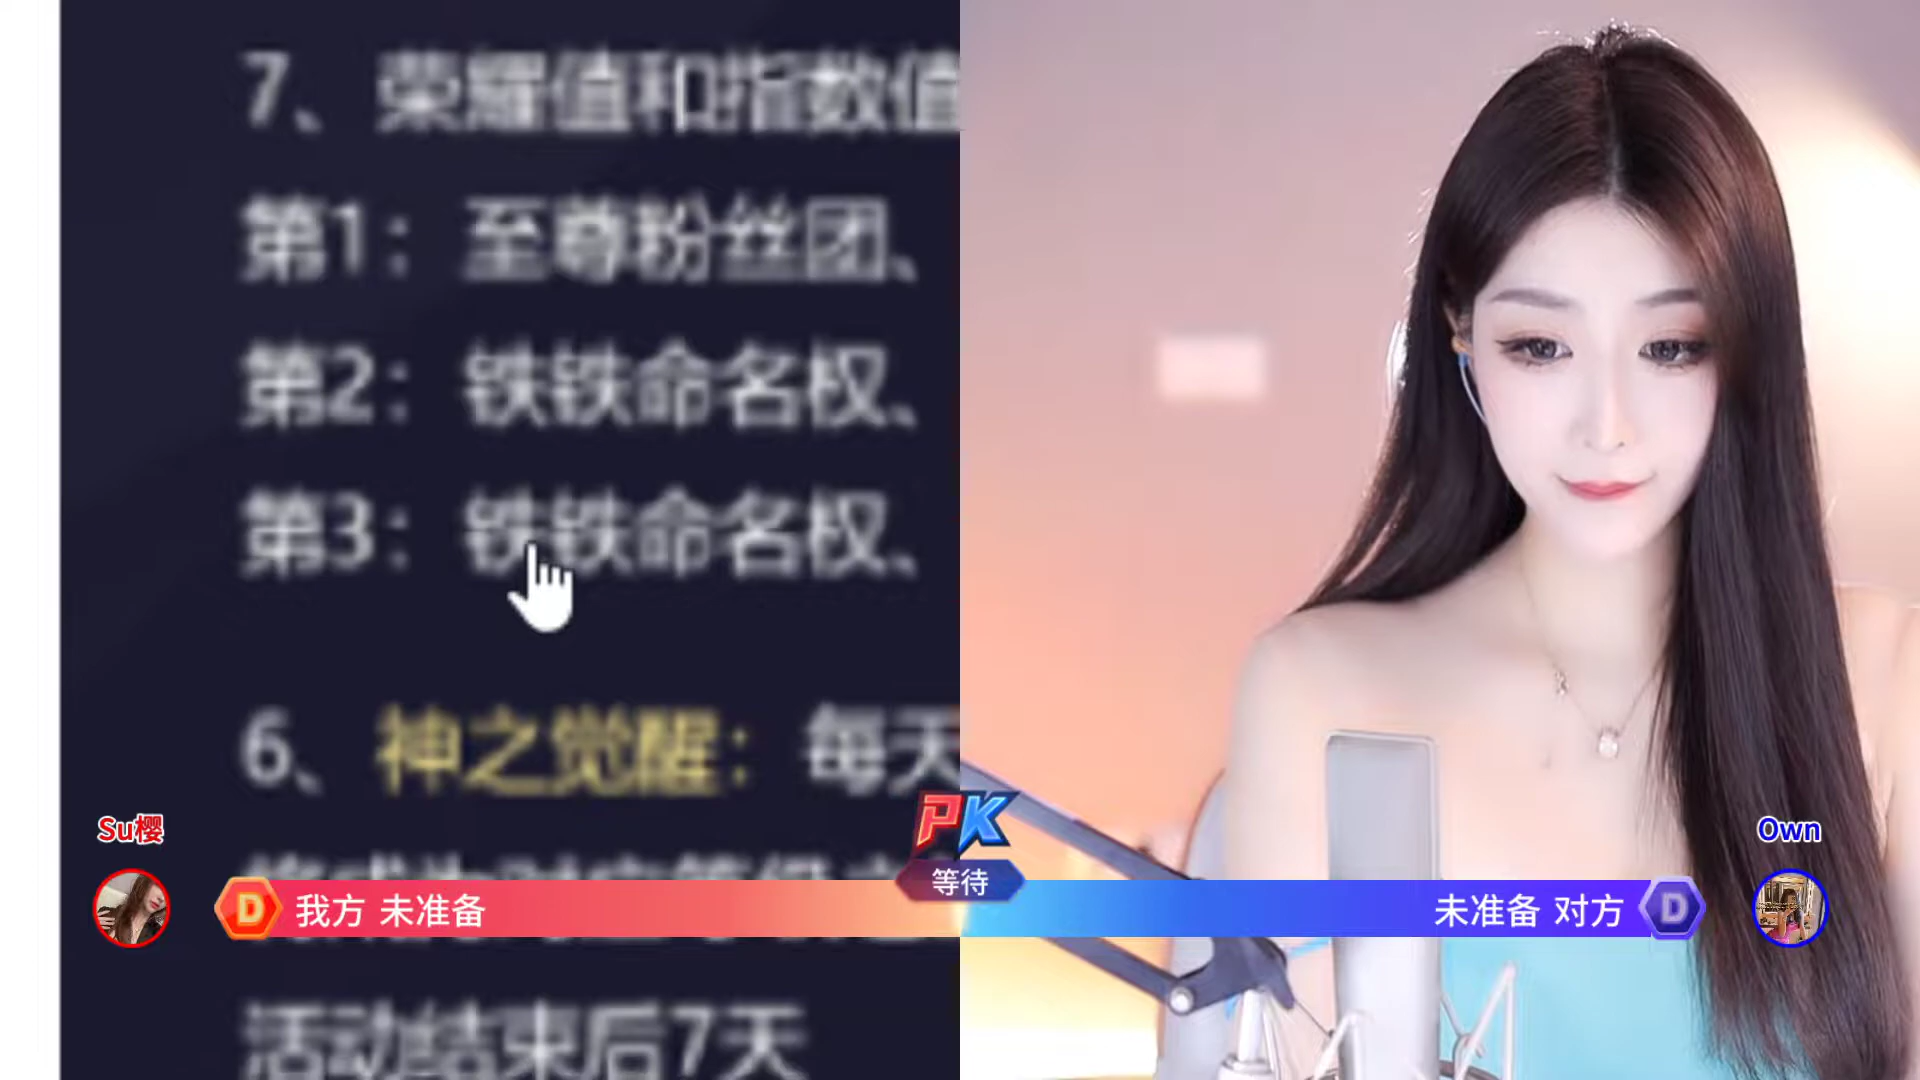 7、荣耀值和指数值
第1：至尊粉丝团、
第2：铁铁命名权、
第3：铁铁命名权、
6、神之觉醒：每天
Su樱
PK
Own
等待
D 我方 未准备
未准备 对方 D
活动结束后7天